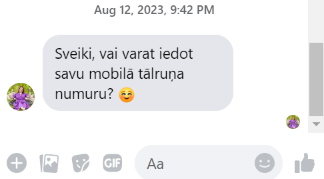 Aug 12, 2023, 9:42 PM
Sveiki, vai varat iedot
savu mobilā tālruņa
numuru? 😊
GIF
Aa